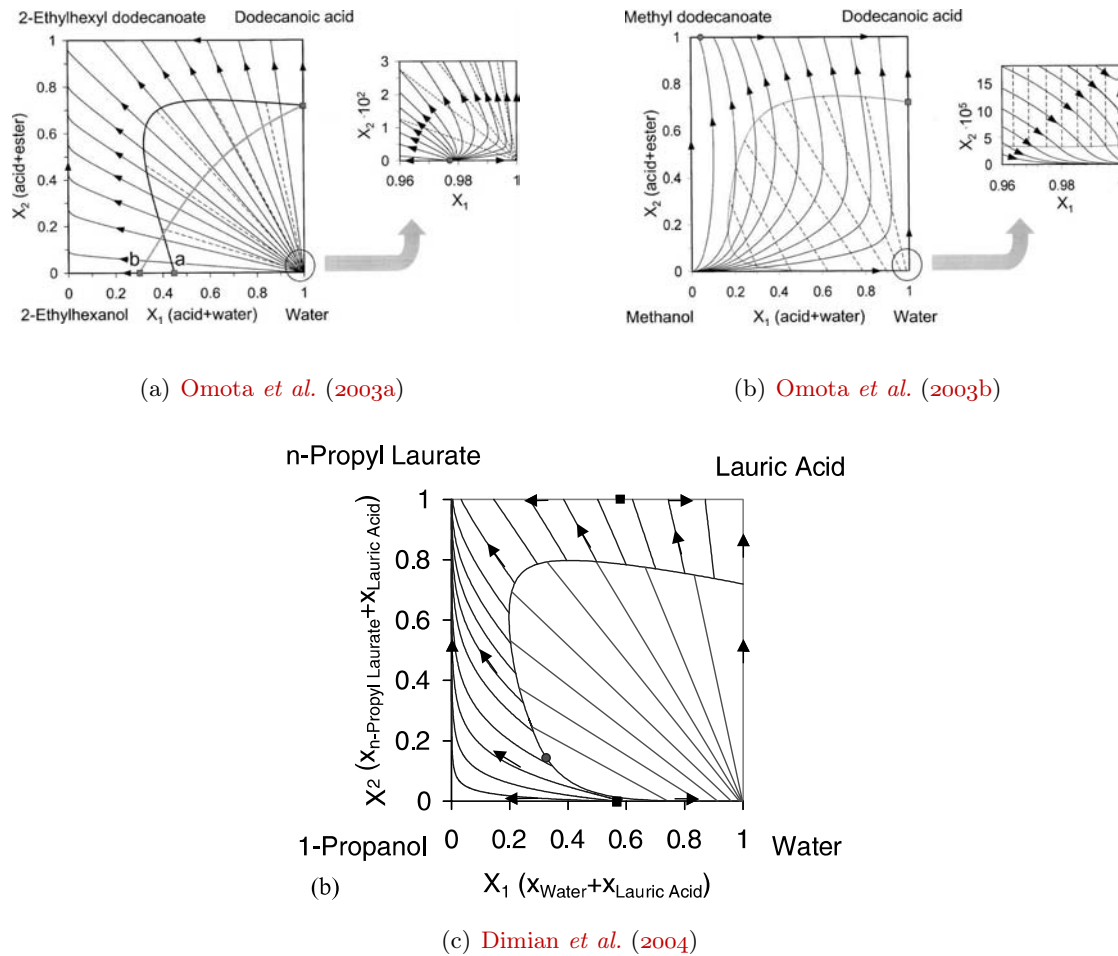 2-Ethylhexyl dodecanoate Dodecanoic acid
1
0.8
0.6
0.4
0.2
0
X₂ (acid+ester)
b a
0 0.2 0.4 0.6 0.8 1
2-Ethylhexanol X₁ (acid+water) Water
3
2
1
0
X₂ · 10²
0.96 0.98 1
X₁
(a) Omota et al. (2003a)
Methyl dodecanoate Dodecanoic acid
1
0.8
0.6
0.4
0.2
0
X₂ (acid+ester)
0 0.2 0.4 0.6 0.8 1
Methanol X₁ (acid+water) Water
15
10
5
0
X₂ · 10⁵
0.96 0.98 1
X₁
(b) Omota et al. (2003b)
n-Propyl Laurate Lauric Acid
1
0.8
0.6
0.4
0.2
0
X² (xn-Propyl Laurate+xLauric Acid)
0 0.2 0.4 0.6 0.8 1
1-Propanol Water
(b) X₁ (xWater+xLauric Acid)
(c) Dimian et al. (2004)